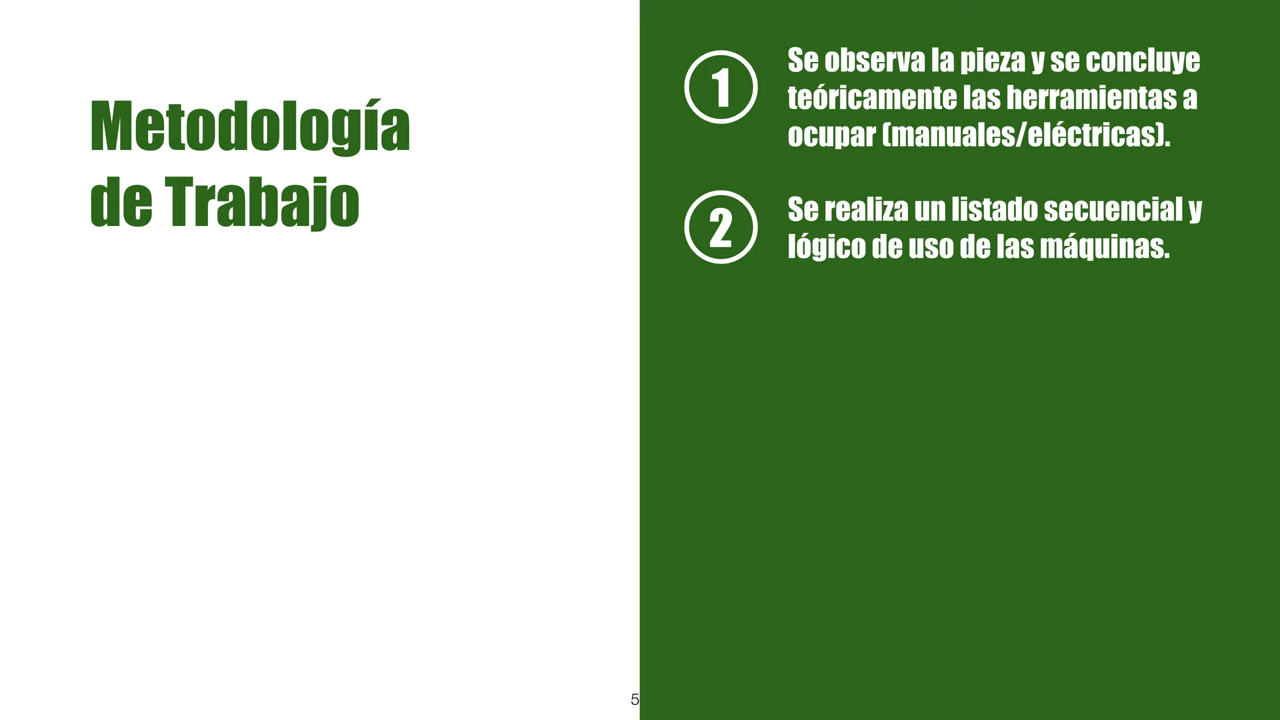 Metodología
de Trabajo
1
Se observa la pieza y se concluye
teóricamente las herramientas a
ocupar (manuales/eléctricas).
2
Se realiza un listado secuencial y
lógico de uso de las máquinas.
5